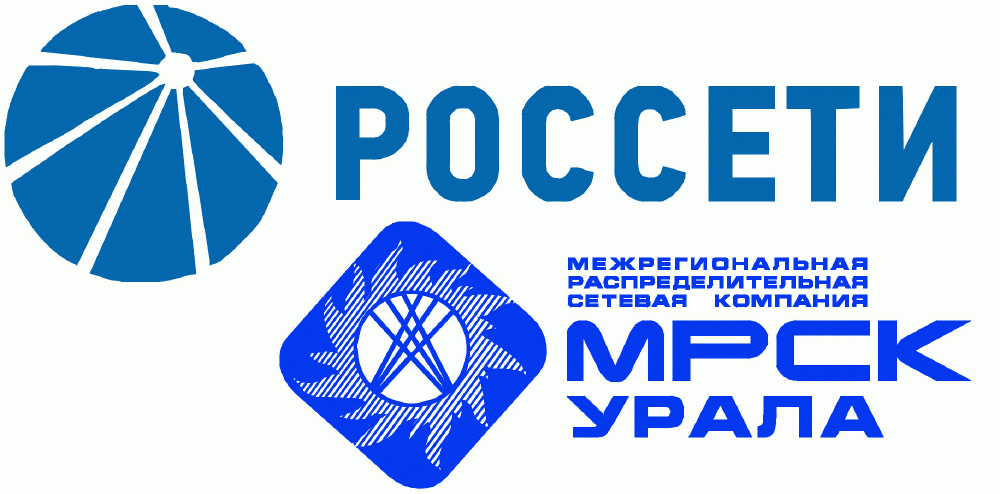 РОССЕТИ
МЕЖРЕГИОНАЛЬНАЯ
РАСПРЕДЕЛИТЕЛЬНАЯ
СЕТЕВАЯ КОМПАНИЯ
МРСК
УРАЛА